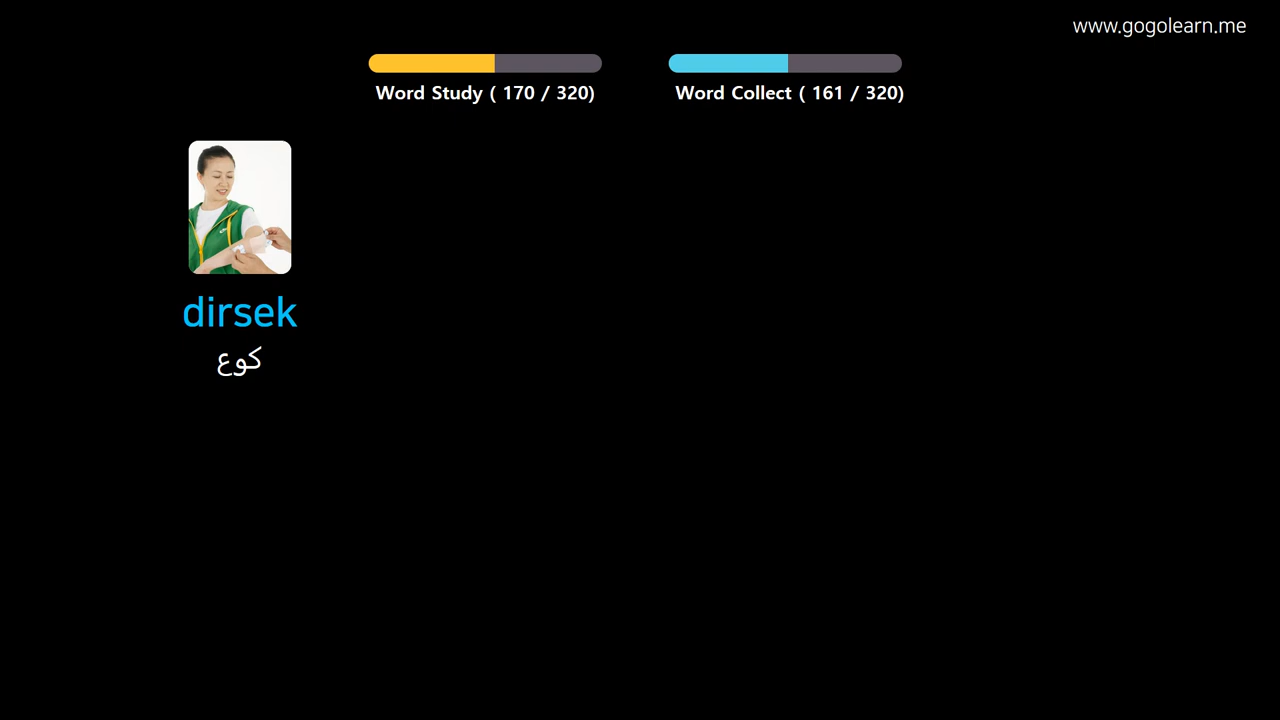 www.gogolearn.me
Word Study ( 170 / 320)
Word Collect ( 161 / 320)
dirsek
كوع